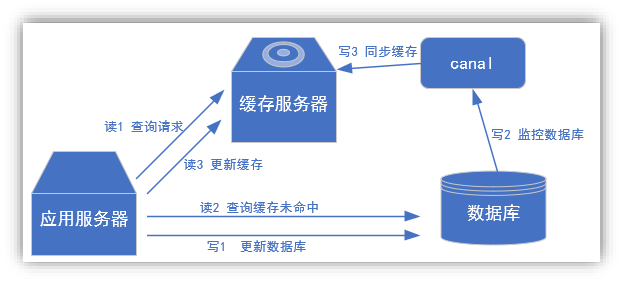 写3 同步缓存
canal
缓存服务器
读1 查询请求
写2 监控数据库
读3 更新缓存
应用服务器
读2 查询缓存未命中
数据库
写1 更新数据库